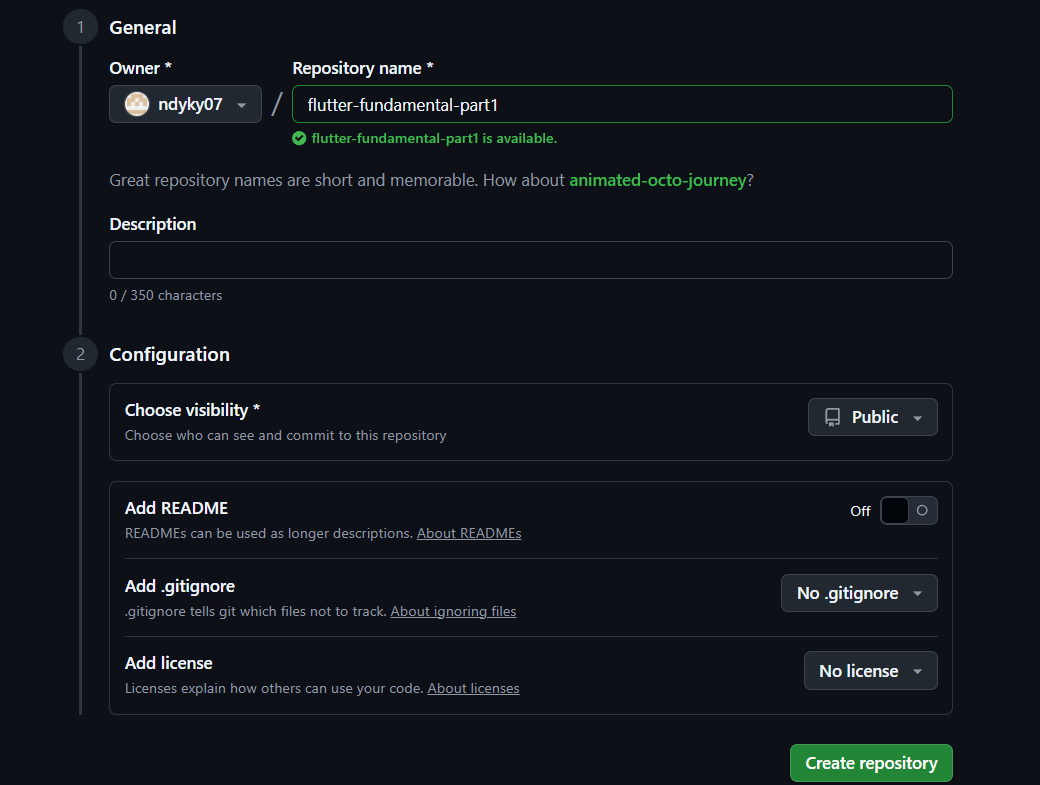 1 General
Owner * Repository name *
ndyky07 / flutter-fundamental-part1
flutter-fundamental-part1 is available.
Great repository names are short and memorable. How about animated-octo-journey?
Description
0 / 350 characters
2 Configuration
Choose visibility *
Choose who can see and commit to this repository
Public
Add README
READMEs can be used as longer descriptions. About READMEs
Off
Add .gitignore
.gitignore tells git which files not to track. About ignoring files
No .gitignore
Add license
Licenses explain how others can use your code. About licenses
No license
Create repository